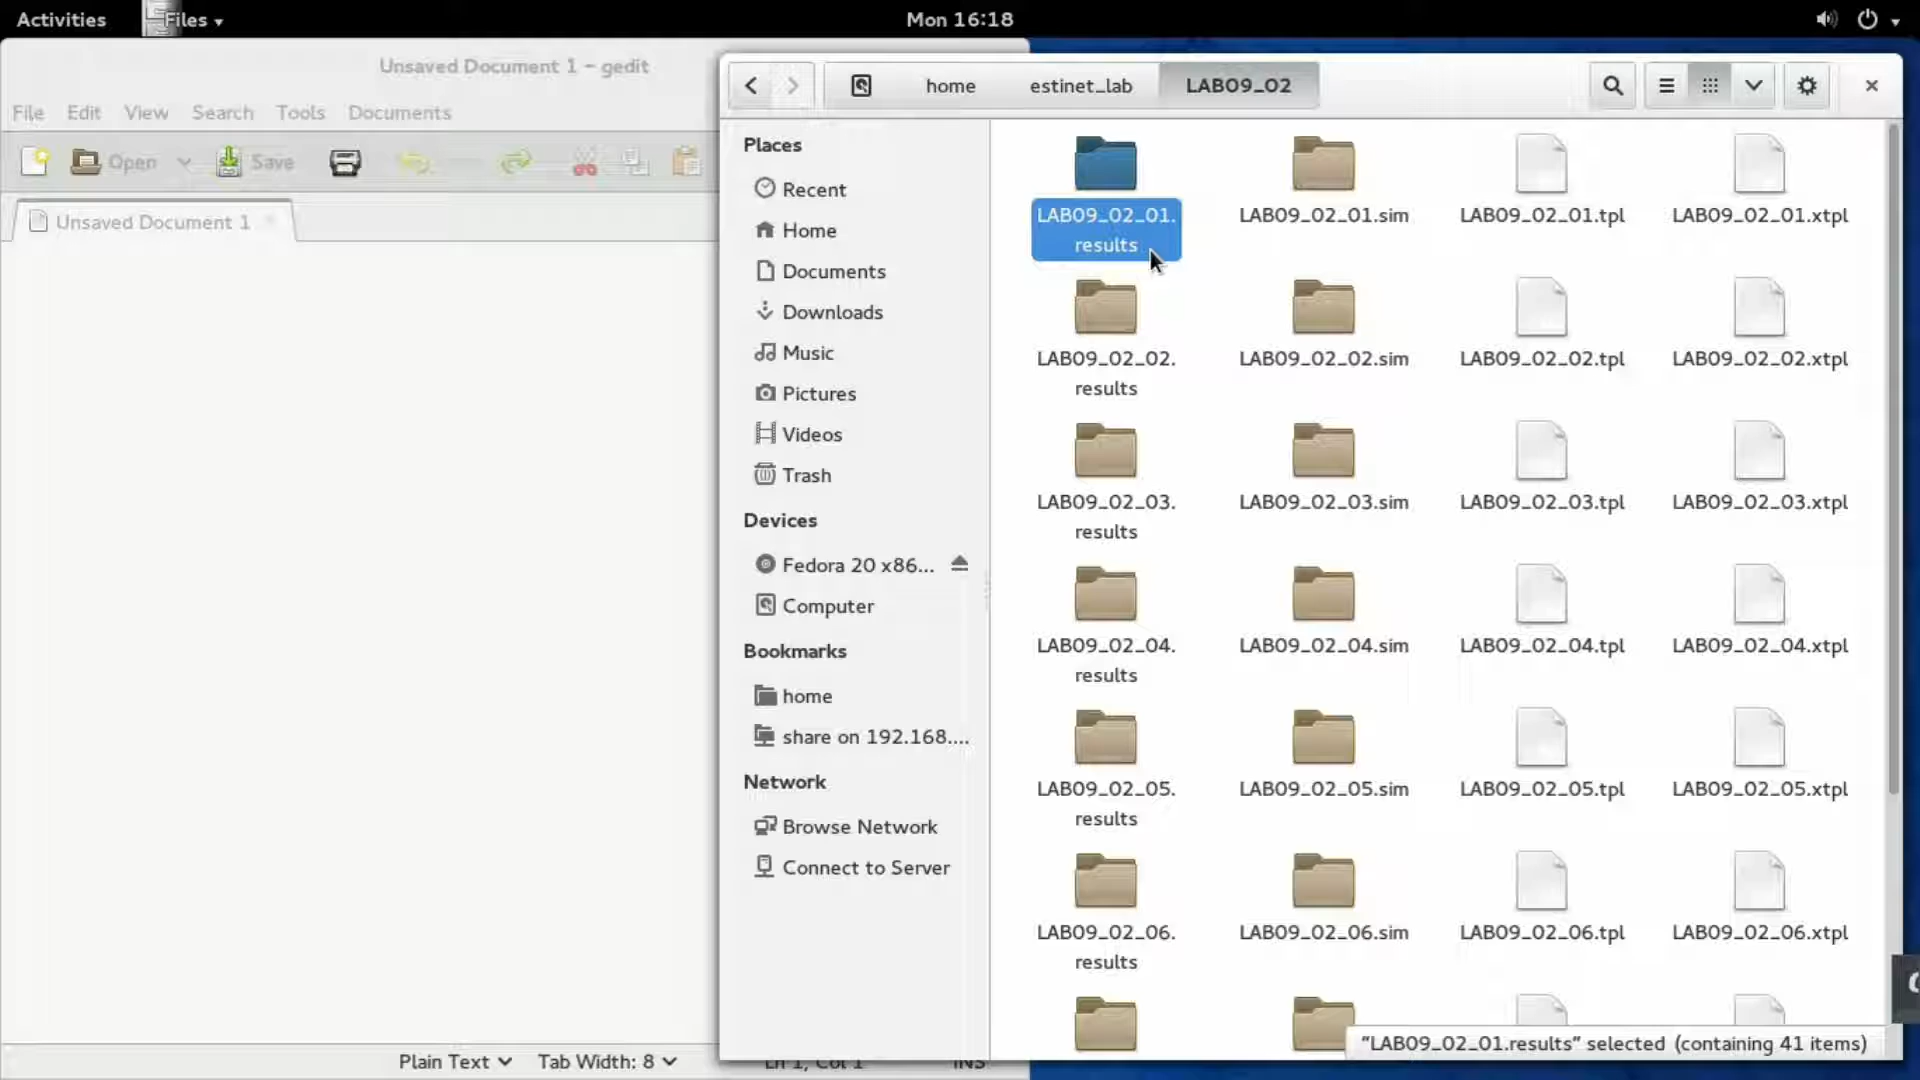 Activities
Files
Mon 16:18
Unsaved Document 1 - gedit
File Edit View Search Tools Documents
Open
Save
Unsaved Document 1
Plain Text
Tab Width: 8
Ln 1, Col 1
INS
home
estinet_lab
LAB09_02
Places
Recent
Home
Documents
Downloads
Music
Pictures
Videos
Trash
Devices
Fedora 20 x86...
Computer
Bookmarks
home
share on 192.168....
Network
Browse Network
Connect to Server
LAB09_02_01.
results
LAB09_02_01.sim
LAB09_02_01.tpl
LAB09_02_01.xtpl
LAB09_02_02.
results
LAB09_02_02.sim
LAB09_02_02.tpl
LAB09_02_02.xtpl
LAB09_02_03.
results
LAB09_02_03.sim
LAB09_02_03.tpl
LAB09_02_03.xtpl
LAB09_02_04.
results
LAB09_02_04.sim
LAB09_02_04.tpl
LAB09_02_04.xtpl
LAB09_02_05.
results
LAB09_02_05.sim
LAB09_02_05.tpl
LAB09_02_05.xtpl
LAB09_02_06.
results
LAB09_02_06.sim
LAB09_02_06.tpl
LAB09_02_06.xtpl
"LAB09_02_01.results" selected (containing 41 items)